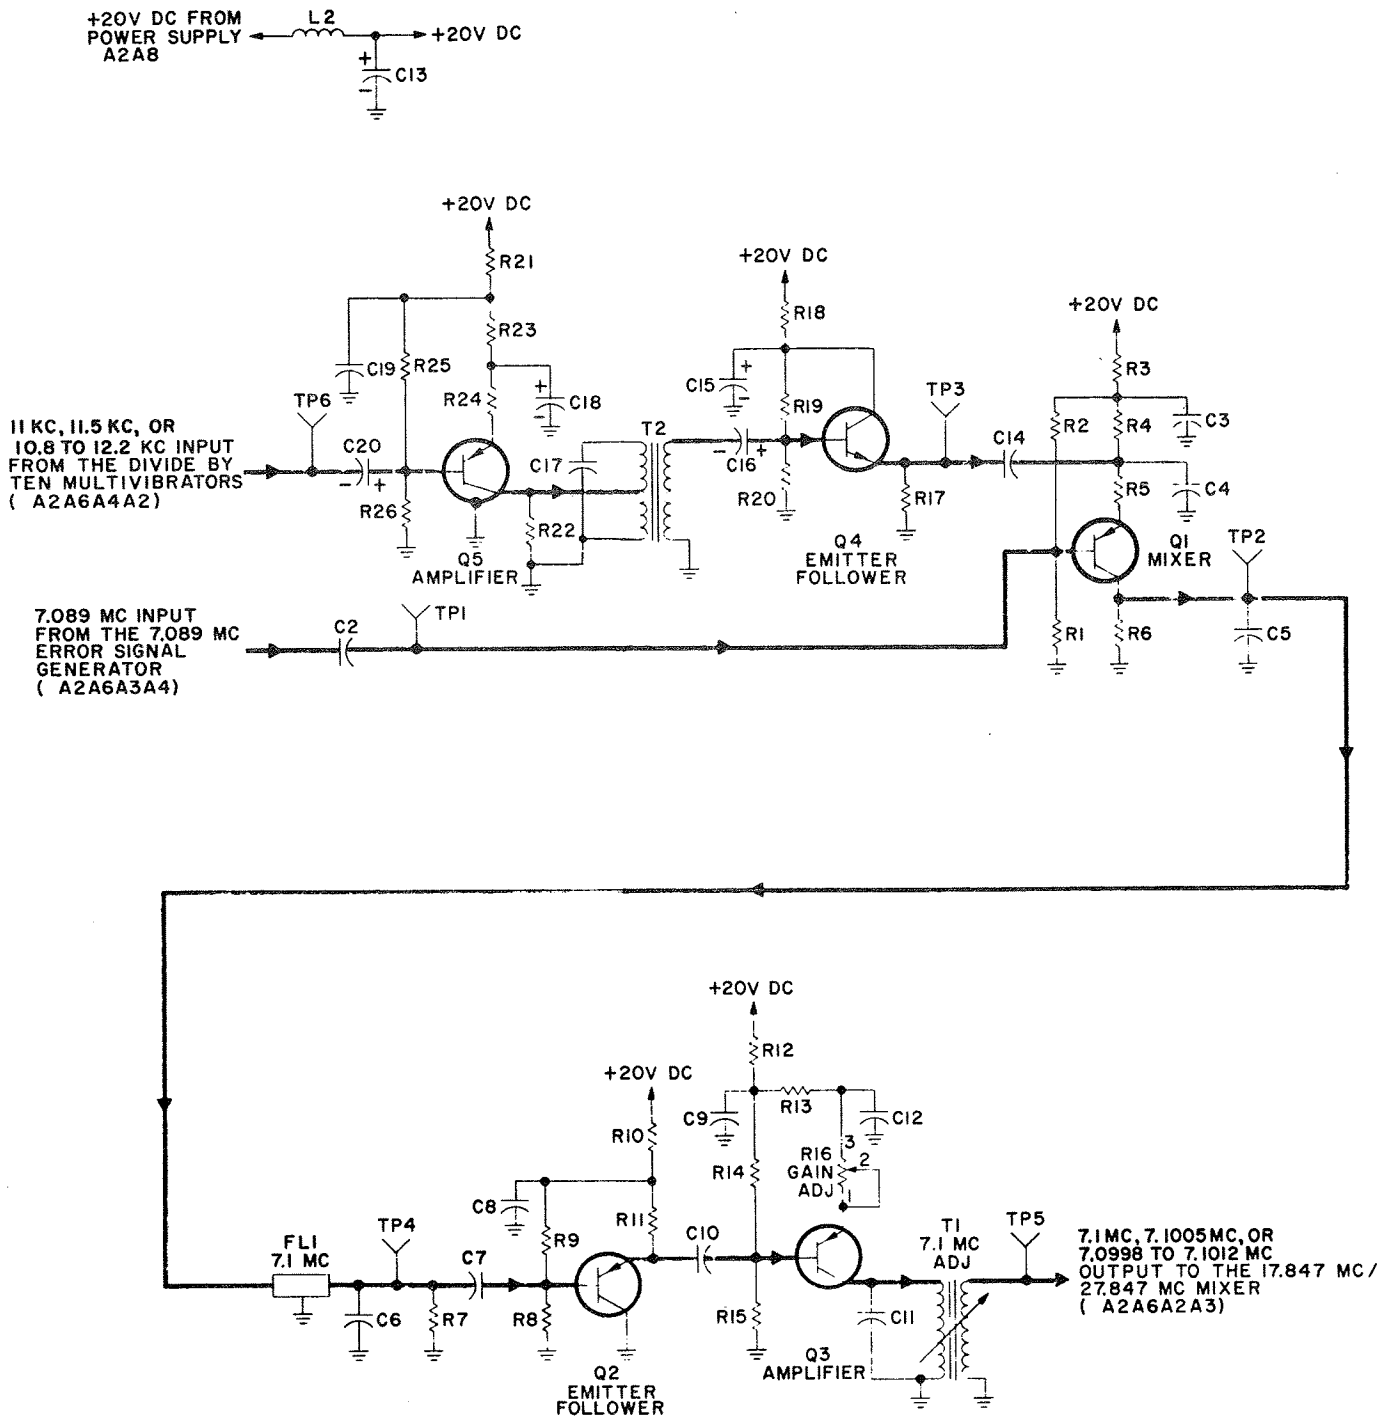 +20V DC FROM
POWER SUPPLY
A2A8
L2
+20V DC
+
C13
−
+20V DC
R21
R23
C19
R25
R24
+
C18
−
TP6
11 KC, 11.5 KC, OR
10.8 TO 12.2 KC INPUT
FROM THE DIVIDE BY
TEN MULTIVIBRATORS
( A2A6A4A2)
C20
− +
R26
Q5
AMPLIFIER
R22
C17
T2
+20V DC
R18
C15
+
−
R19
− +
C16
R20
Q4
EMITTER
FOLLOWER
R17
TP3
C14
+20V DC
R3
R2
R4
C3
R5
C4
Q1
MIXER
TP2
R1
R6
C5
7.089 MC INPUT
FROM THE 7.089 MC
ERROR SIGNAL
GENERATOR
( A2A6A3A4)
C2
TP1
+20V DC
R12
+20V DC
R10
C9
R13
C12
R14
R16
GAIN
ADJ
3
2
1
C8
R11
R9
C10
FL1
7.1 MC
TP4
C7
C6
R7
R8
Q2
EMITTER
FOLLOWER
R15
Q3
AMPLIFIER
C11
T1
7.1 MC
ADJ
TP5
7.1 MC, 7.1005MC, OR
7.0998 TO 7.1012 MC
OUTPUT TO THE 17.847 MC/
27.847 MC MIXER
( A2A6A2A3)